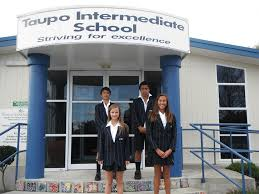 Taupo Intermediate
School
Striving for excellence